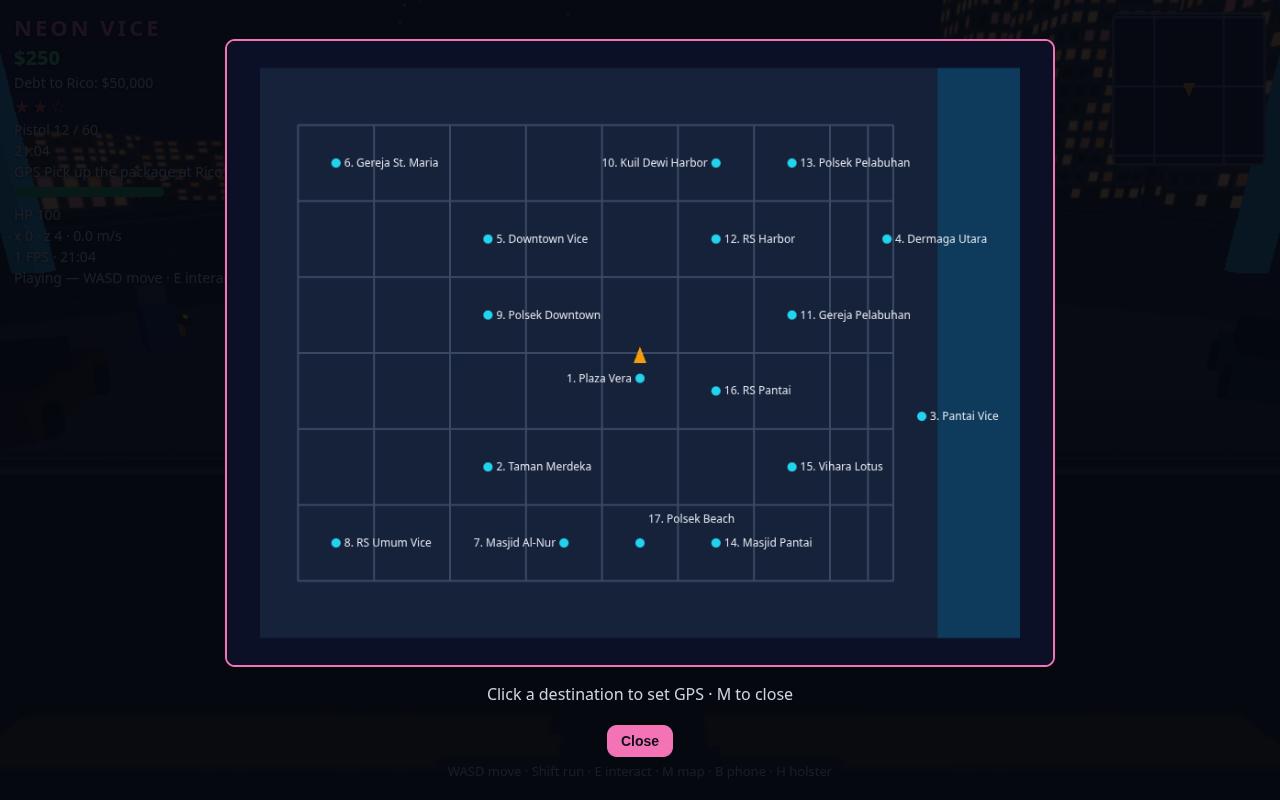 NEON VICE
$250
Debt to Rico: $50,000
★ ★ ☆
Pistol 12 / 60
21:04
GPS Pick up the package at Rico
HP 100
x 0 · z 4 · 0.0 m/s
1 FPS · 21:04
Playing — WASD move · E intera
6. Gereja St. Maria
10. Kuil Dewi Harbor
13. Polsek Pelabuhan
5. Downtown Vice
12. RS Harbor
4. Dermaga Utara
9. Polsek Downtown
11. Gereja Pelabuhan
1. Plaza Vera
16. RS Pantai
3. Pantai Vice
2. Taman Merdeka
15. Vihara Lotus
17. Polsek Beach
8. RS Umum Vice
7. Masjid Al-Nur
14. Masjid Pantai
Click a destination to set GPS · M to close
Close
WASD move · Shift run · E interact · M map · B phone · H holster